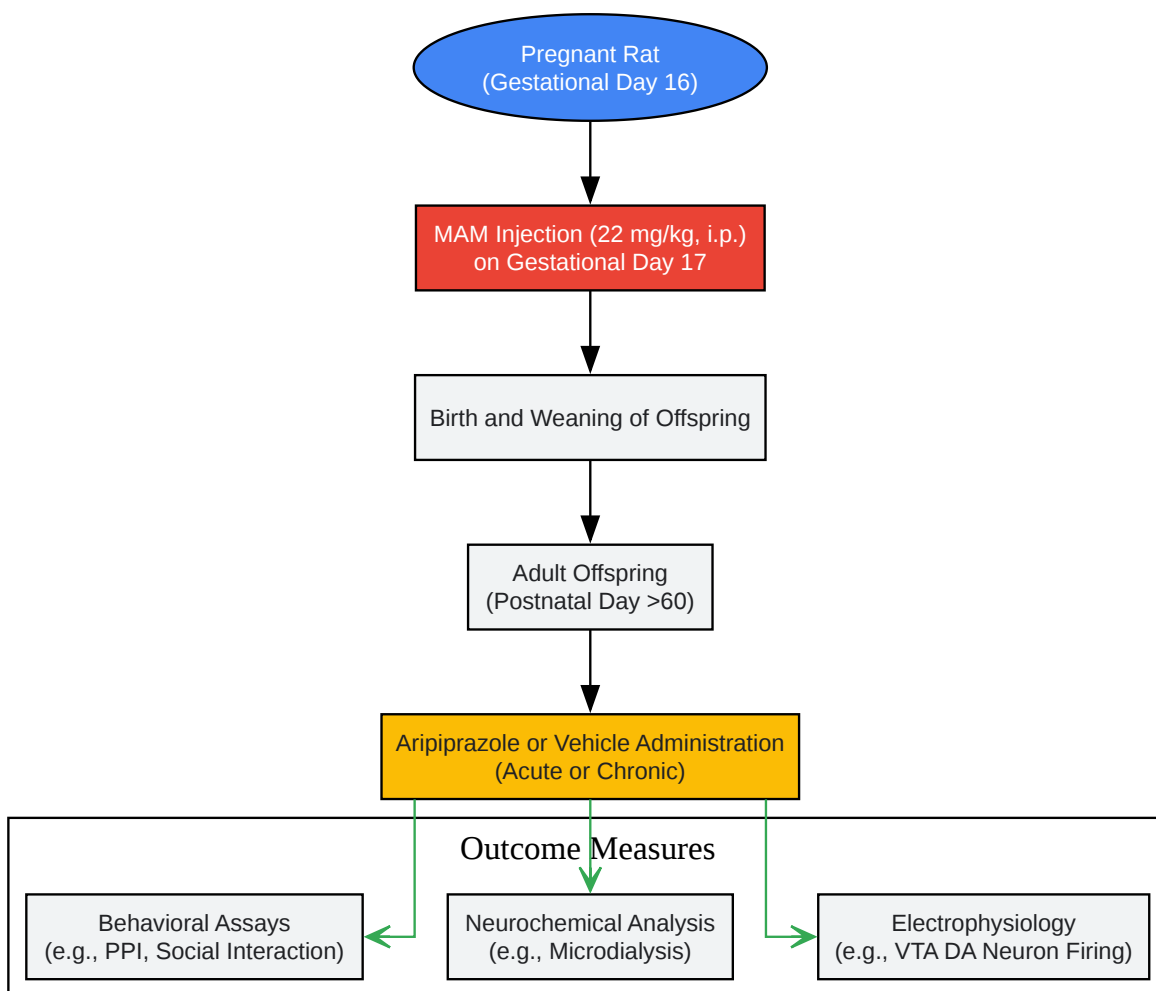 Pregnant Rat
(Gestational Day 16)
MAM Injection (22 mg/kg, i.p.)
on Gestational Day 17
Birth and Weaning of Offspring
Adult Offspring
(Postnatal Day >60)
Aripiprazole or Vehicle Administration
(Acute or Chronic)
Outcome Measures
Behavioral Assays
(e.g., PPI, Social Interaction)
Neurochemical Analysis
(e.g., Microdialysis)
Electrophysiology
(e.g., VTA DA Neuron Firing)